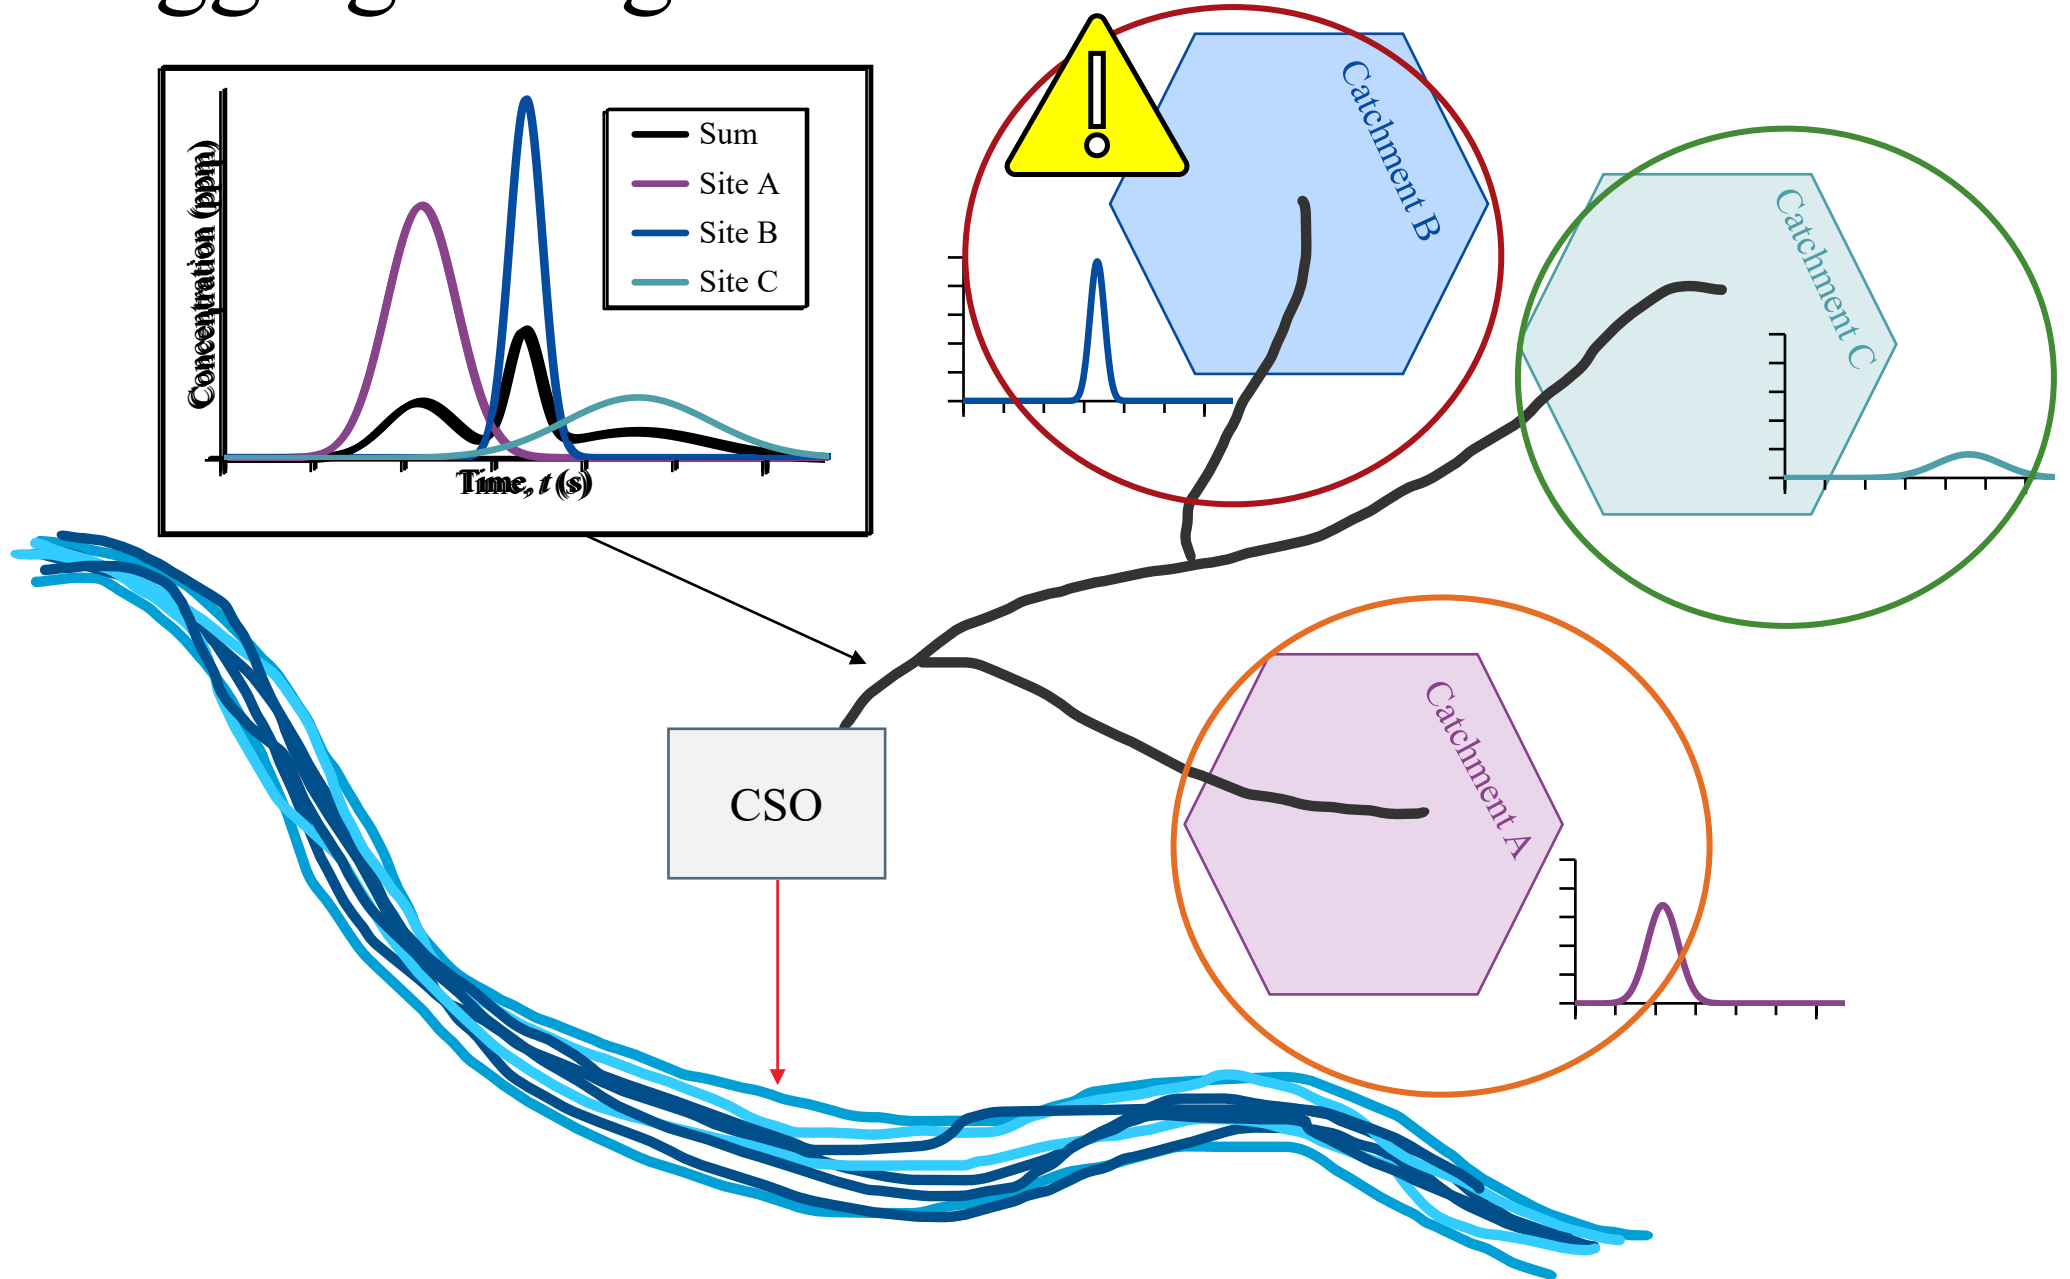 Sum
Site A
Site B
Site C
Concentration (ppm)
Time, t (s)
Catchment B
Catchment C
Catchment A
CSO